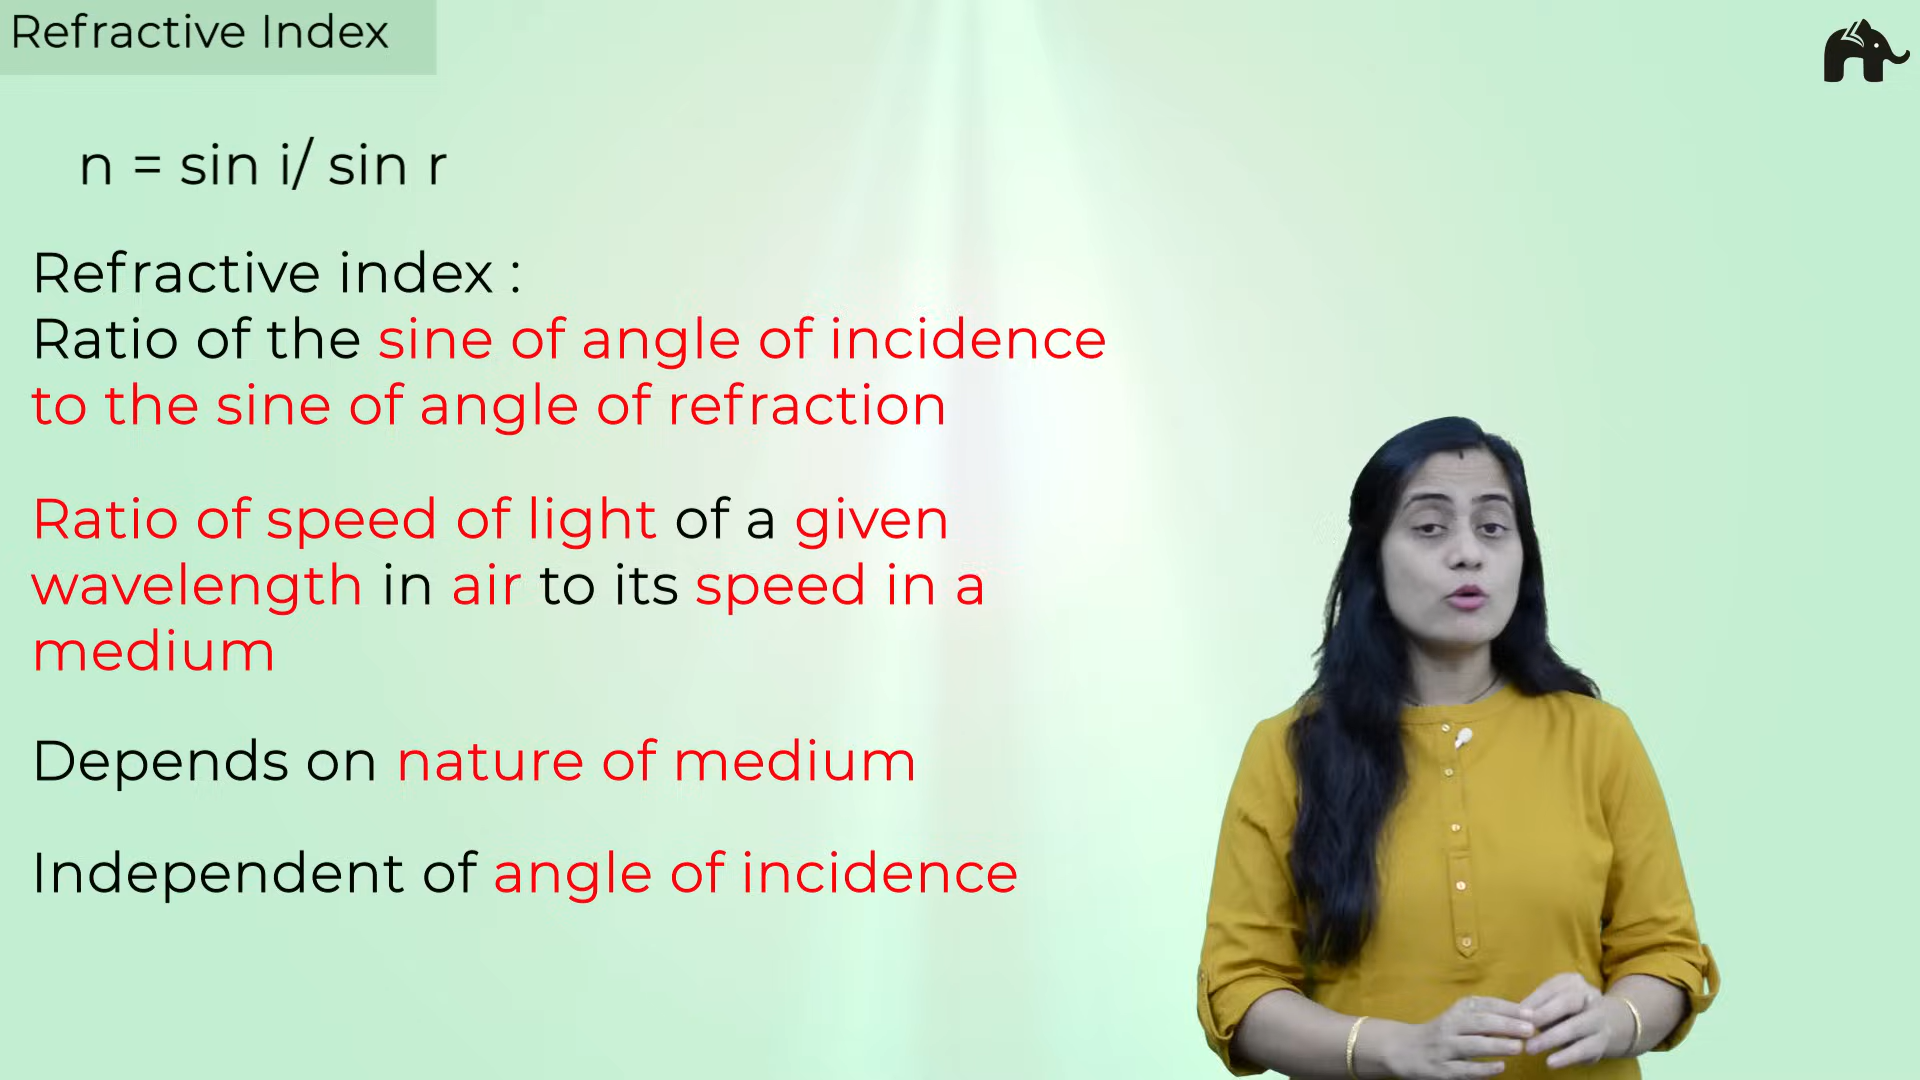 Refractive Index
n = sin i/ sin r
Refractive index :
Ratio of the sine of angle of incidence
to the sine of angle of refraction
Ratio of speed of light of a given
wavelength in air to its speed in a
medium
Depends on nature of medium
Independent of angle of incidence